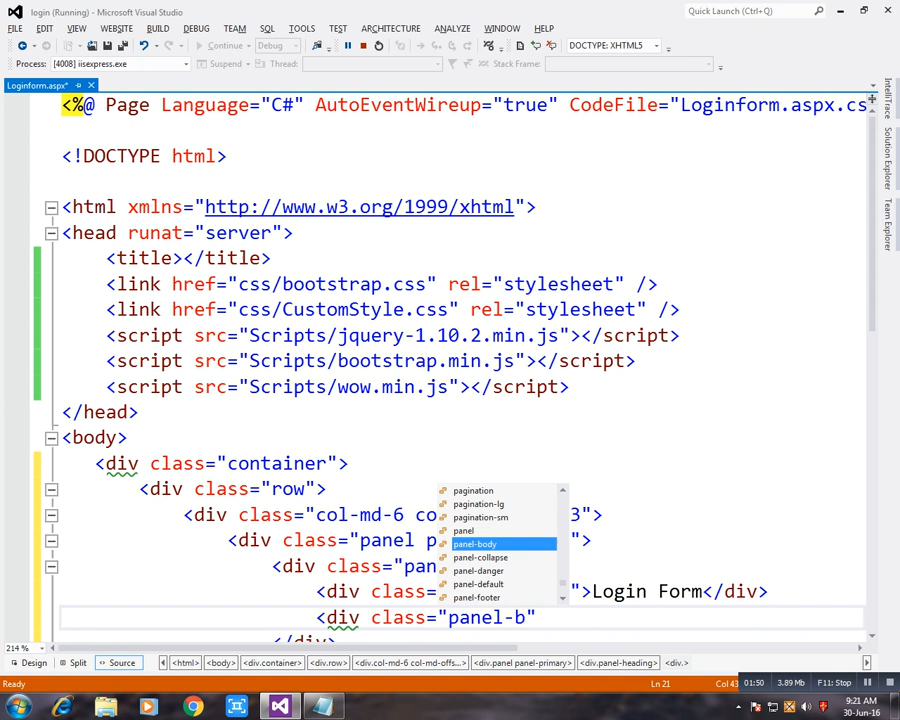 login (Running) - Microsoft Visual Studio
Quick Launch (Ctrl+Q)
FILE EDIT VIEW WEBSITE BUILD DEBUG TEAM SQL TOOLS TEST ARCHITECTURE ANALYZE WINDOW HELP
Continue Debug DOCTYPE: XHTML5
Process: [4008] iisexpress.exe Suspend Thread: Stack Frame:
Loginform.aspx*
<%@ Page Language="C#" AutoEventWireup="true" CodeFile="Loginform.aspx.cs
<!DOCTYPE html>
<html xmlns="http://www.w3.org/1999/xhtml">
<head runat="server">
<title></title>
<link href="css/bootstrap.css" rel="stylesheet" />
<link href="css/CustomStyle.css" rel="stylesheet" />
<script src="Scripts/jquery-1.10.2.min.js"></script>
<script src="Scripts/bootstrap.min.js"></script>
<script src="Scripts/wow.min.js"></script>
</head>
<body>
<div class="container">
<div class="row">
<div class="col-md-6 co 3">
<div class="panel p ">
<div class="pan
<div class= ">Login Form</div>
<div class="panel-b"
</div>
pagination
pagination-lg
pagination-sm
panel
panel-body
panel-collapse
panel-danger
panel-default
panel-footer
IntelliTrace
Solution Explorer
Team Explorer
214 %
Design Split Source <html> <body> <div.container> <div.row> <div.col-md-6 col-md-offs...> <div.panel panel-primary> <div.panel-heading> <div.>
Ready Ln 21 Col 43
01:50 3.89 Mb F11: Stop
9:21 AM
30-Jun-16